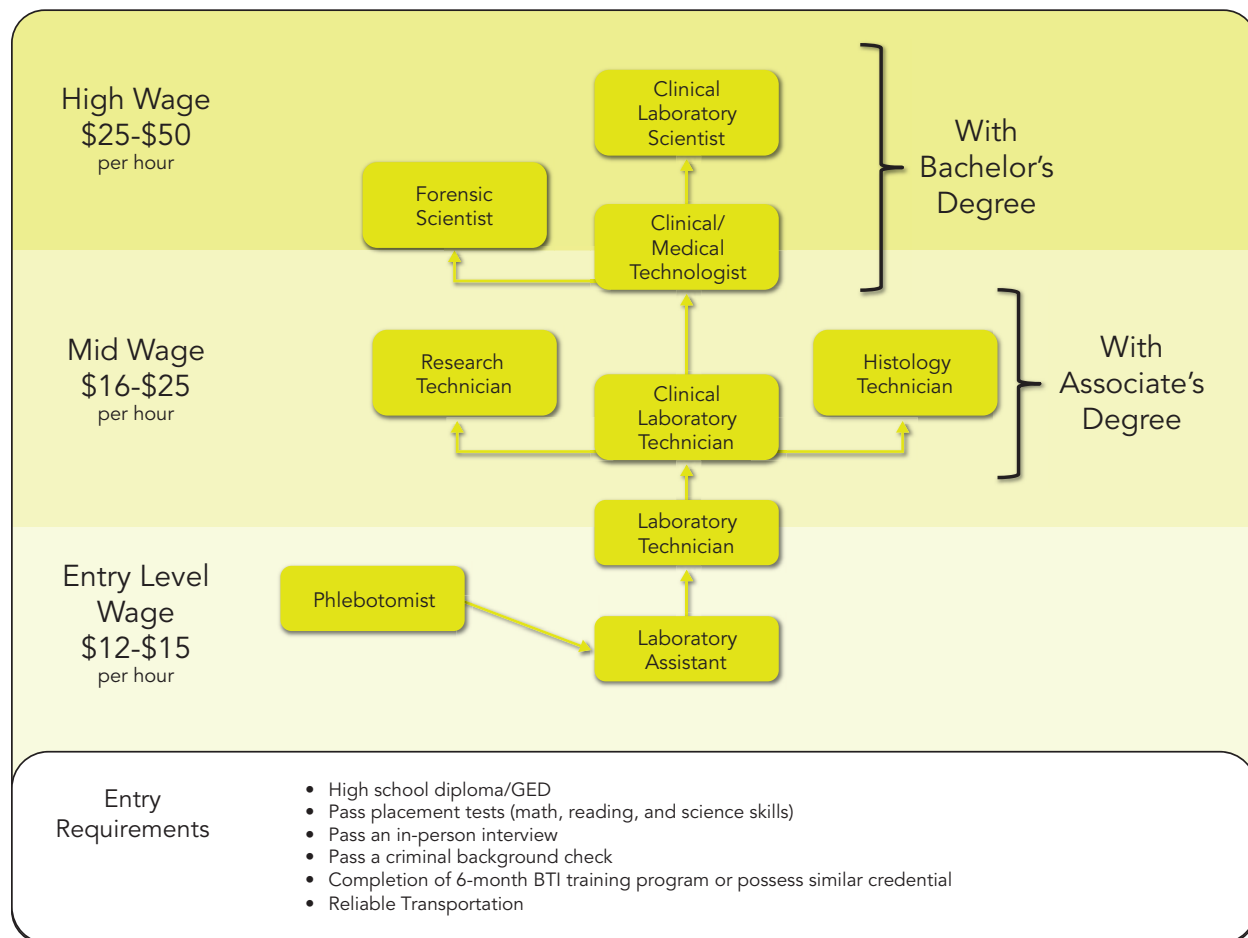 High Wage
$25-$50
per hour
Clinical
Laboratory
Scientist
With
Bachelor's
Degree
Forensic
Scientist
Clinical/
Medical
Technologist
Mid Wage
$16-$25
per hour
Research
Technician
Clinical
Laboratory
Technician
Histology
Technician
With
Associate's
Degree
Laboratory
Technician
Entry Level
Wage
$12-$15
per hour
Phlebotomist
Laboratory
Assistant
Entry
Requirements
• High school diploma/GED
• Pass placement tests (math, reading, and science skills)
• Pass an in-person interview
• Pass a criminal background check
• Completion of 6-month BTI training program or possess similar credential
• Reliable Transportation